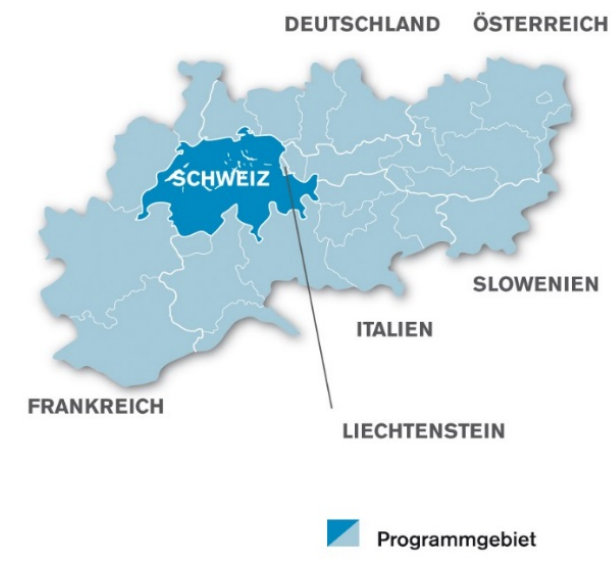 DEUTSCHLAND ÖSTERREICH
SCHWEIZ
SLOWENIEN
ITALIEN
FRANKREICH
LIECHTENSTEIN
Programmgebiet